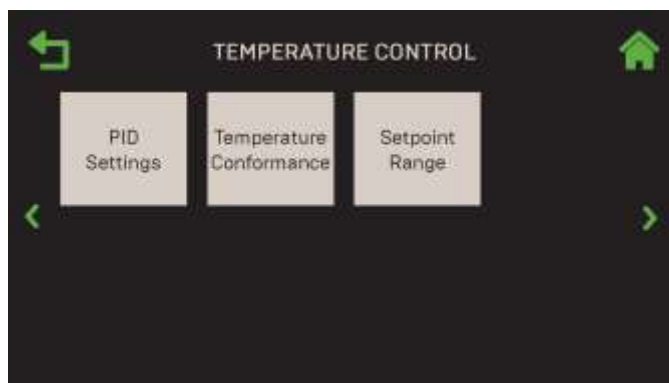 TEMPERATURE CONTROL
PID
Settings
Temperature
Conformance
Setpoint
Range